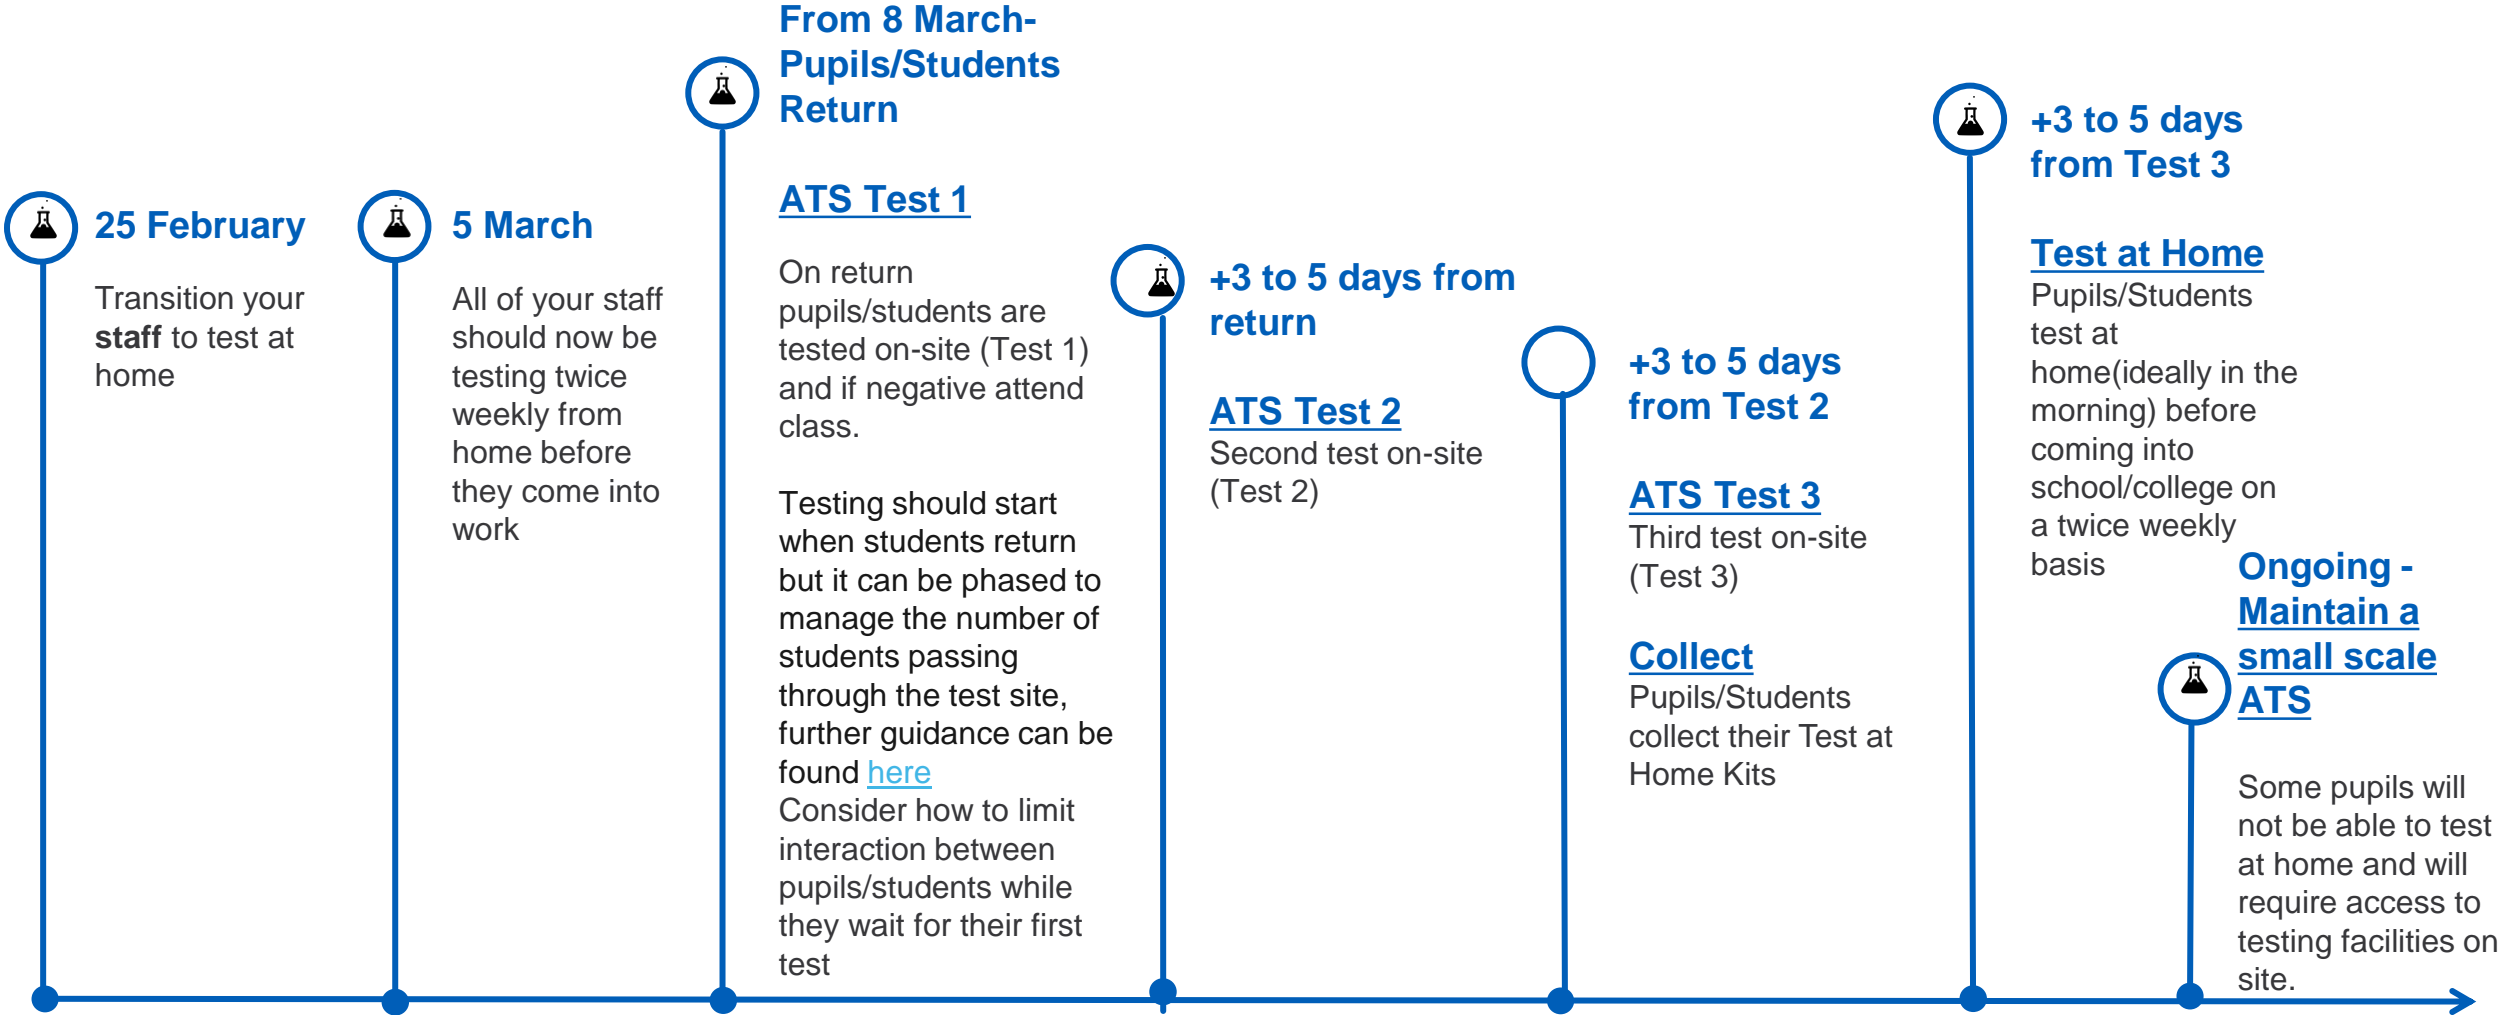 25 February
Transition your
staff to test at
home
5 March
All of your staff
should now be
testing twice
weekly from
home before
they come into
work
From 8 March-
Pupils/Students
Return
ATS Test 1
On return
pupils/students are
tested on-site (Test 1)
and if negative attend
class.
Testing should start
when students return
but it can be phased to
manage the number of
students passing
through the test site,
further guidance can be
found here
Consider how to limit
interaction between
pupils/students while
they wait for their first
test
+3 to 5 days from
return
ATS Test 2
Second test on-site
(Test 2)
+3 to 5 days
from Test 2
ATS Test 3
Third test on-site
(Test 3)
Collect
Pupils/Students
collect their Test at
Home Kits
+3 to 5 days
from Test 3
Test at Home
Pupils/Students
test at
home(ideally in the
morning) before
coming into
school/college on
a twice weekly
basis
Ongoing -
Maintain a
small scale
ATS
Some pupils will
not be able to test
at home and will
require access to
testing facilities on
site.